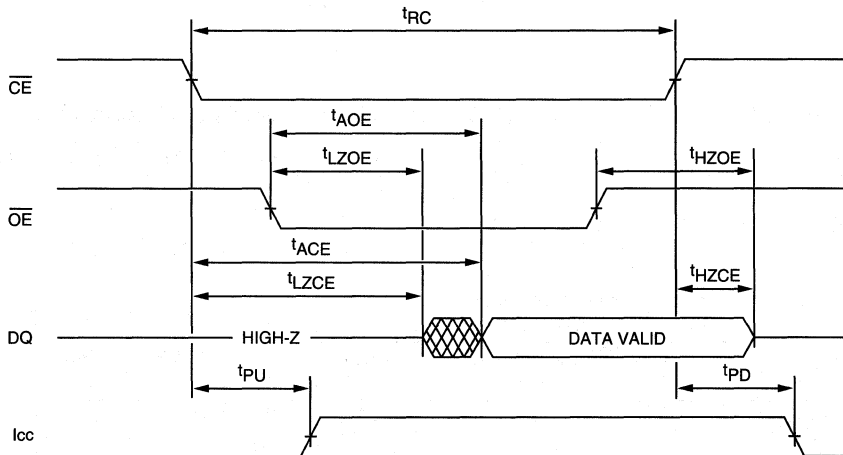 tRC
CE
tAOE
tLZOE
tHZOE
OE
tACE
tLZCE
tHZCE
DQ
HIGH-Z
DATA VALID
tPU
tPD
Icc